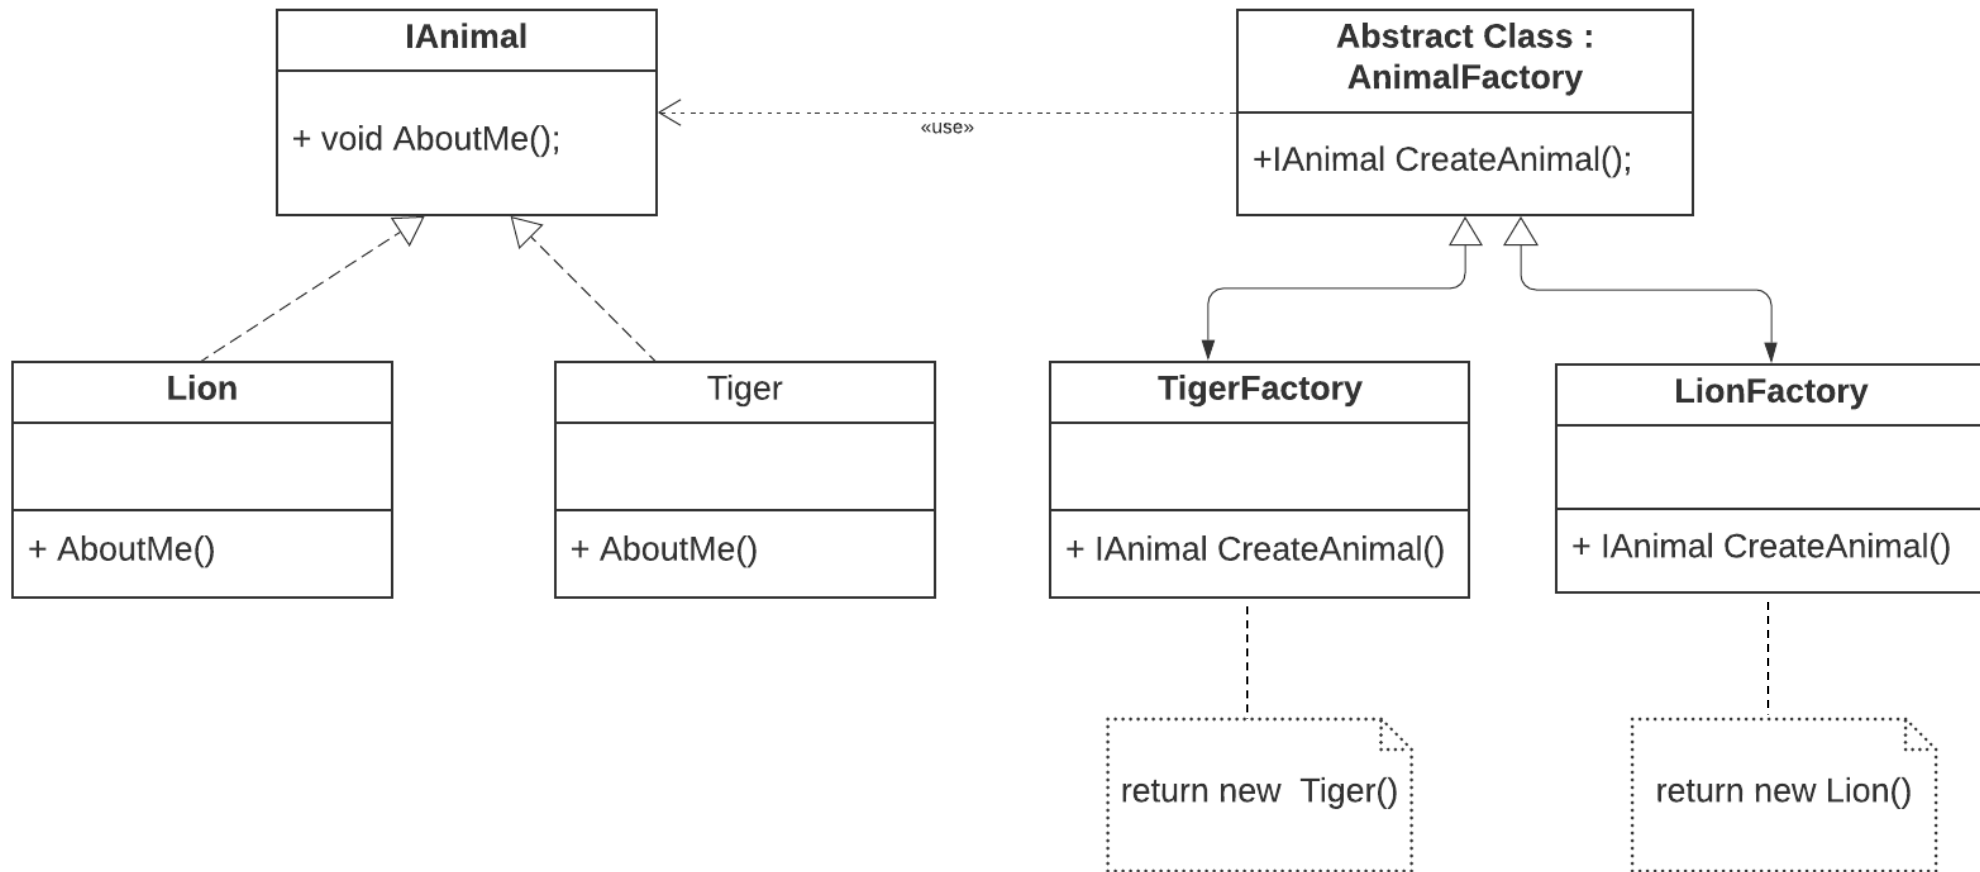 IAnimal
+ void AboutMe();
«use»
Abstract Class :
AnimalFactory
+IAnimal CreateAnimal();
Lion
+ AboutMe()
Tiger
+ AboutMe()
TigerFactory
+ IAnimal CreateAnimal()
LionFactory
+ IAnimal CreateAnimal()
return new  Tiger()
return new Lion()